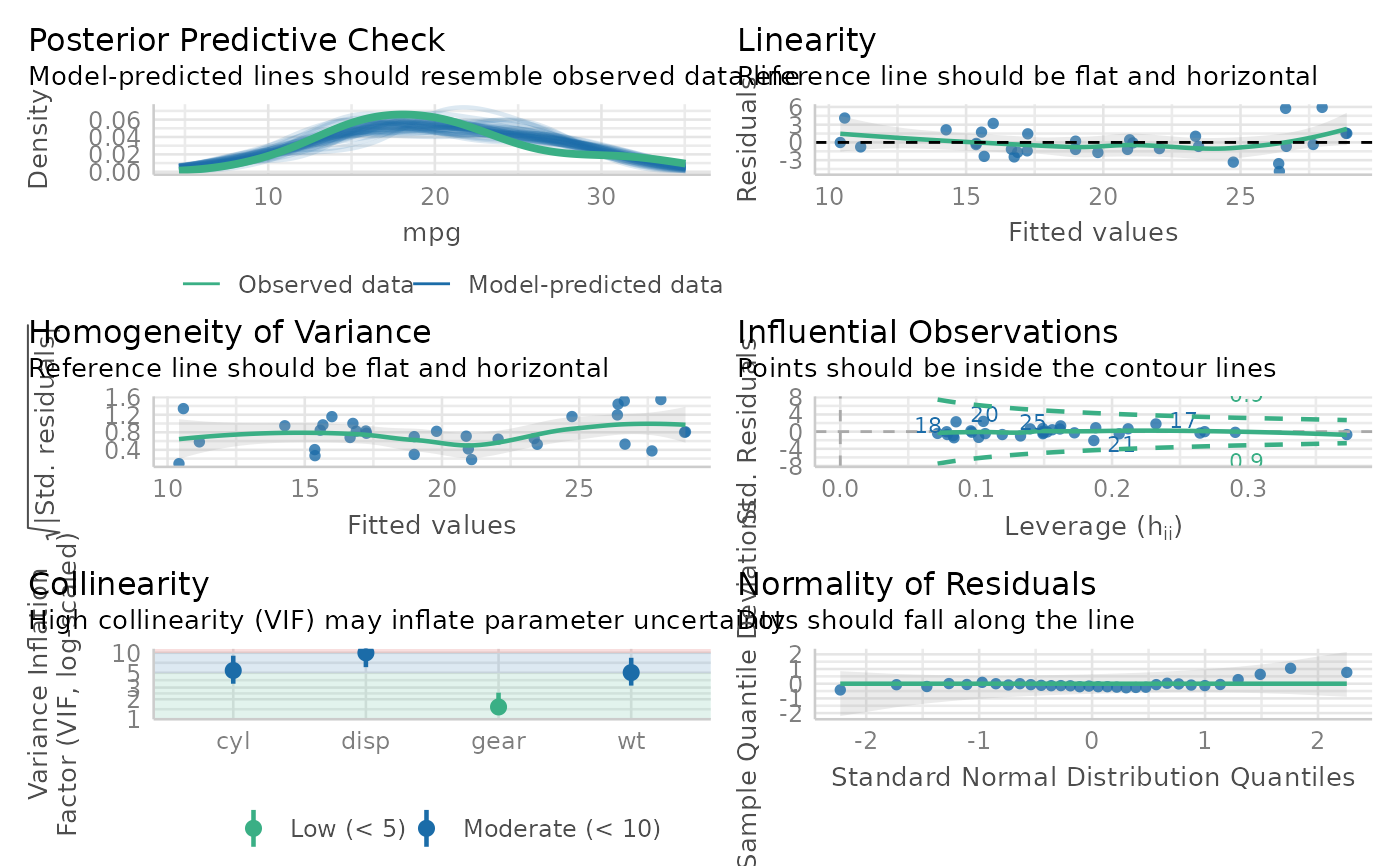 Posterior Predictive Check
Model-predicted lines should resemble observed data line
Density
0.06
0.04
0.02
0.00
10 20 30
mpg
Observed data Model-predicted data
Linearity
Reference line should be flat and horizontal
Residuals
6
3
0
-3
10 15 20 25
Fitted values
Homogeneity of Variance
Reference line should be flat and horizontal
√|Std. residuals|
1.6
1.2
0.8
0.4
10 15 20 25
Fitted values
Influential Observations
Points should be inside the contour lines
Std. Residuals
8
4
0
-4
-8
0.9
18 20 25 17
21
0.9
0.0 0.1 0.2 0.3
Leverage (hii)
Collinearity
High collinearity (VIF) may inflate parameter uncertainty
Variance Inflation
Factor (VIF, log-scaled)
10
5
3
2
1
cyl disp gear wt
Low (< 5) Moderate (< 10)
Normality of Residuals
Dots should fall along the line
Sample Quantile Deviations
2
1
0
-1
-2
-2 -1 0 1 2
Standard Normal Distribution Quantiles